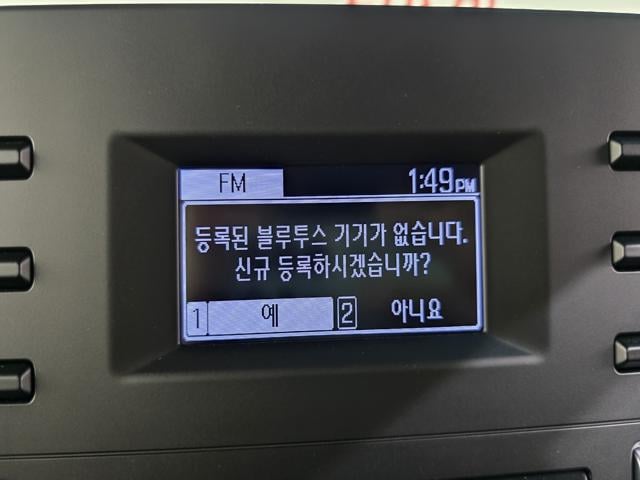 FM 1:49PM
등록된 블루투스 기기가 없습니다.
신규 등록하시겠습니까?
1 예 2 아니요